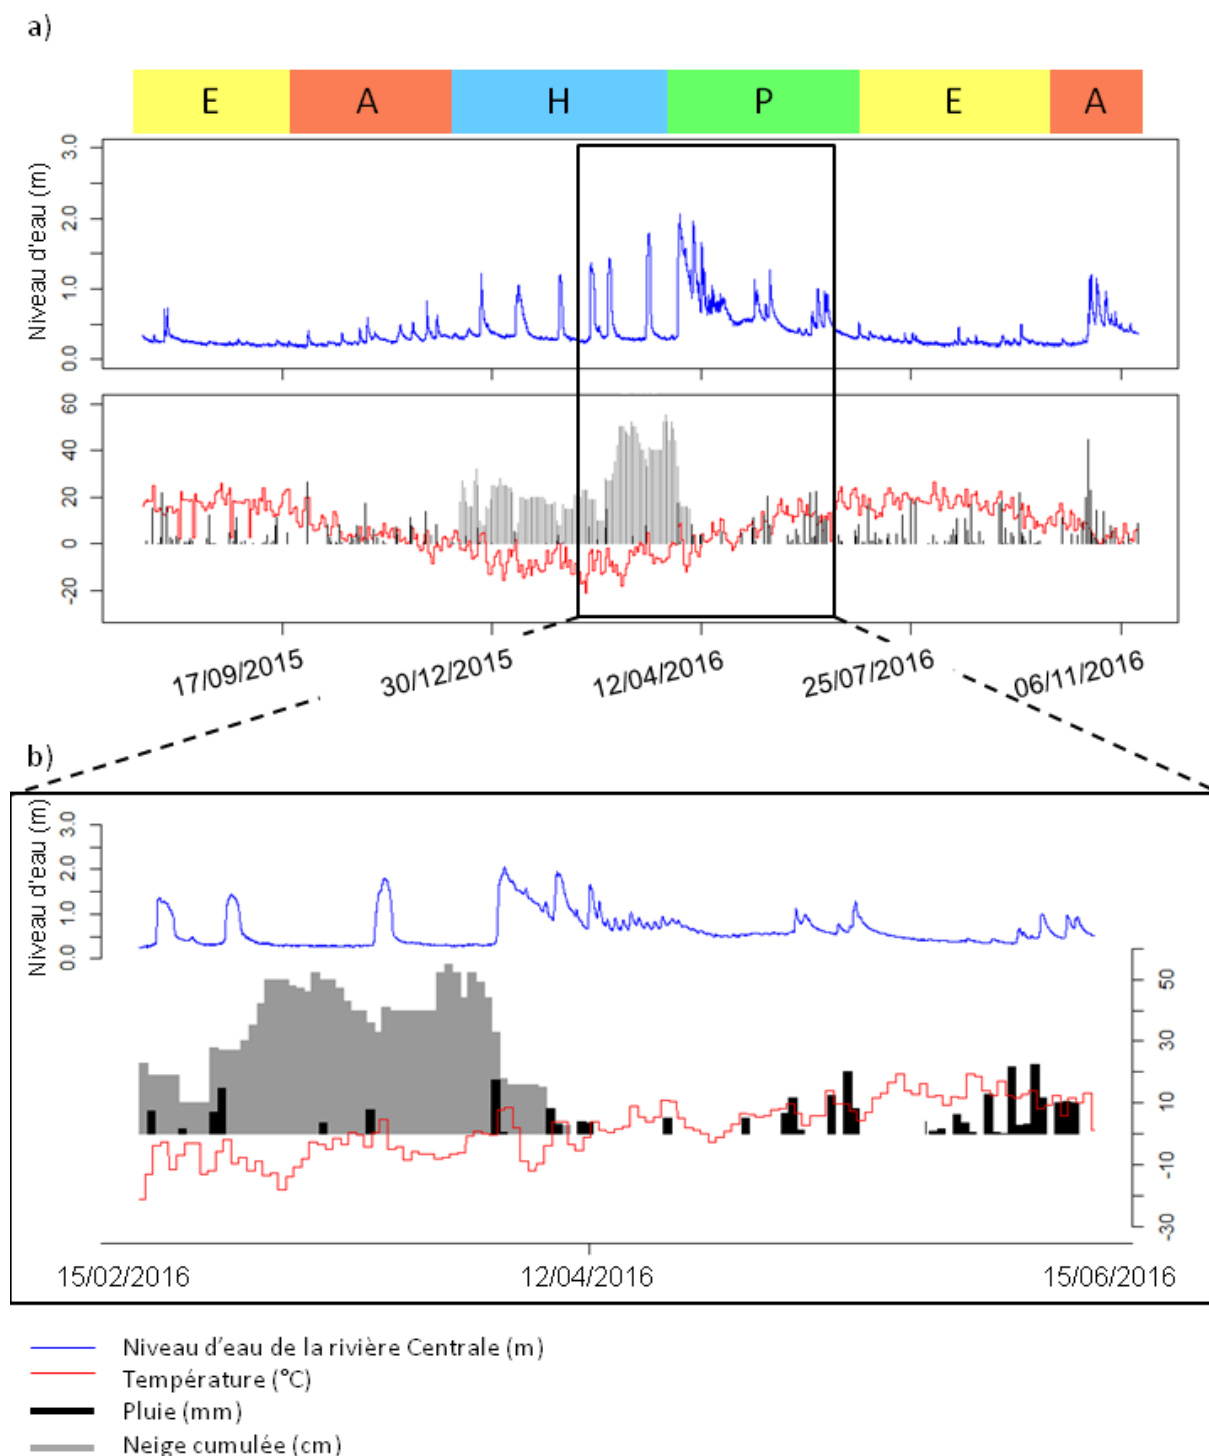 a)
E A H P E A
Niveau d'eau (m)
3.0
2.0
1.0
0.0
60
40
20
0
-20
17/09/2015 30/12/2015 12/04/2016 25/07/2016 06/11/2016
b)
Niveau d'eau (m)
3.0
2.0
1.0
0.0
50
30
10
-10
-30
15/02/2016 12/04/2016 15/06/2016
Niveau d'eau de la rivière Centrale (m)
Température (°C)
Pluie (mm)
Neige cumulée (cm)